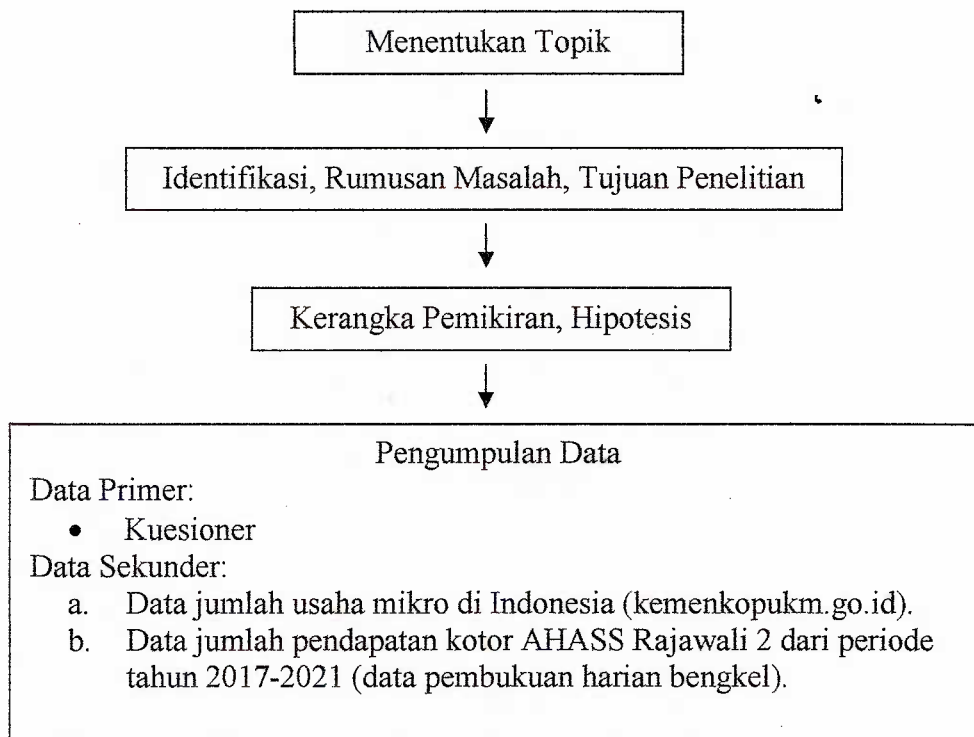 Menentukan Topik
Identifikasi, Rumusan Masalah, Tujuan Penelitian
Kerangka Pemikiran, Hipotesis
Pengumpulan Data
Data Primer:
• Kuesioner
Data Sekunder:
a. Data jumlah usaha mikro di Indonesia (kemenkopukm.go.id).
b. Data jumlah pendapatan kotor AHASS Rajawali 2 dari periode
tahun 2017-2021 (data pembukuan harian bengkel).